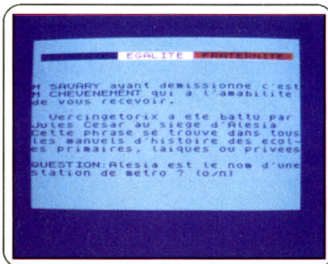 EGALITE FRATERNITE
M SAVARY ayant demissionne c'est
M CHEVENEMENT qui a l'amabilite
de vous recevoir.
Vercingetorix a ete battu par
Jules Cesar au siege d'Alesia
Cette phrase se trouve dans tous
les manuels d'histoire des ecol-
es primaires, laiques ou privees
QUESTION:Alesia est le nom d'une
station de metro ? (o/n)